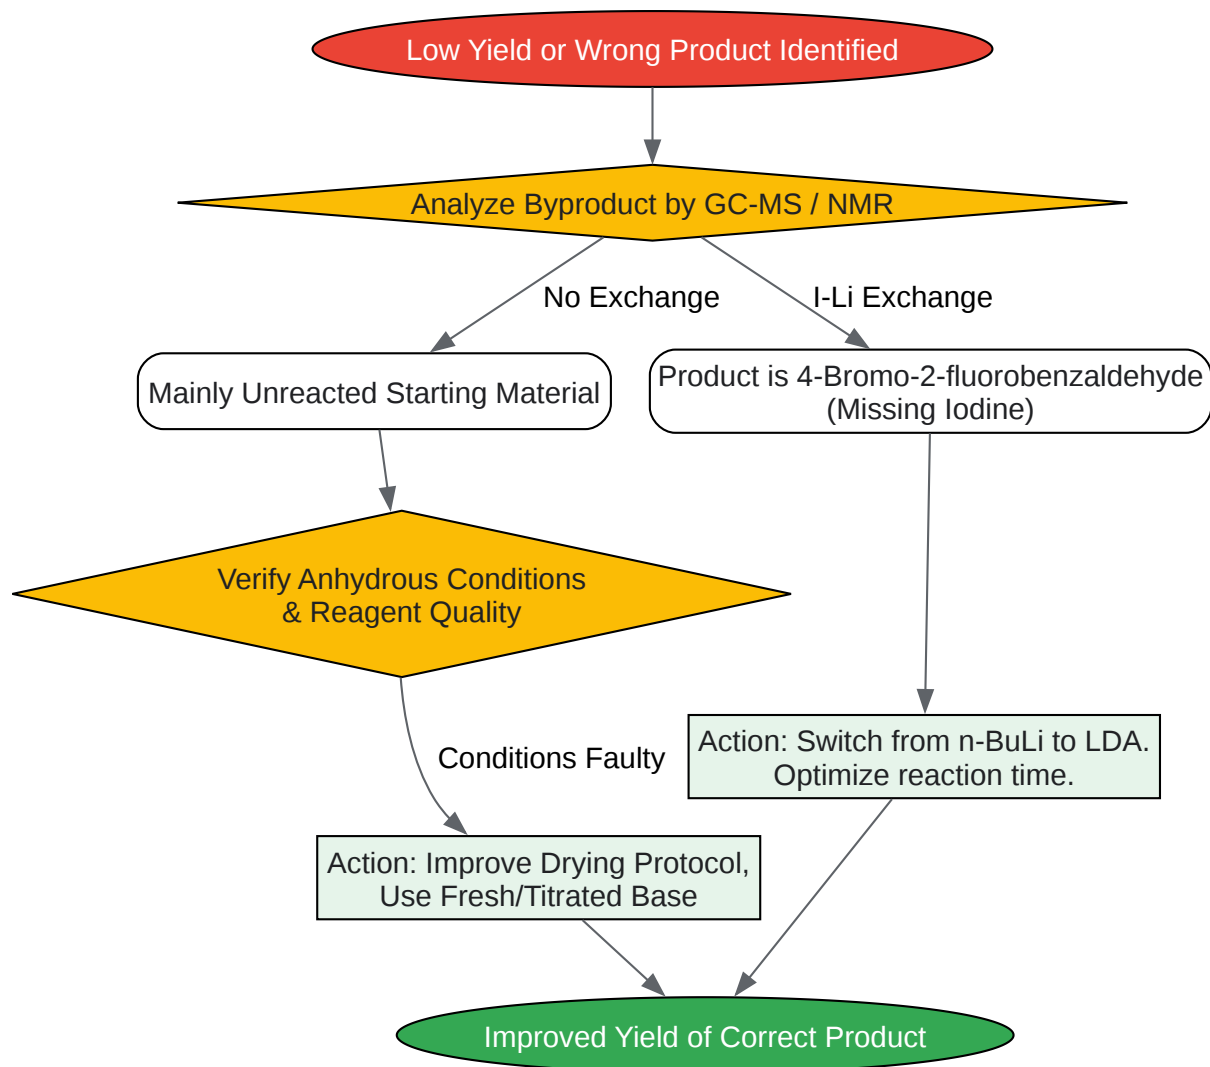 Low Yield or Wrong Product Identified
Analyze Byproduct by GC-MS / NMR
No Exchange
I-Li Exchange
Mainly Unreacted Starting Material
Product is 4-Bromo-2-fluorobenzaldehyde
(Missing Iodine)
Verify Anhydrous Conditions
& Reagent Quality
Conditions Faulty
Action: Switch from n-BuLi to LDA.
Optimize reaction time.
Action: Improve Drying Protocol,
Use Fresh/Titrated Base
Improved Yield of Correct Product